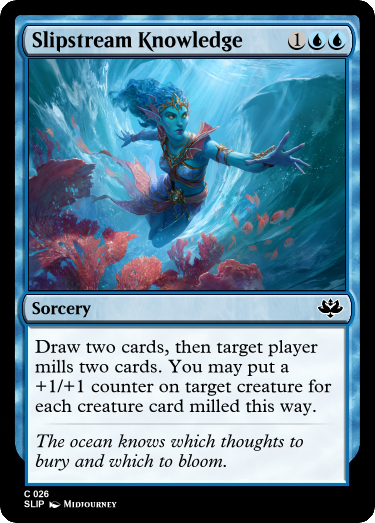 Slipstream Knowledge 1
Sorcery
Draw two cards, then target player
mills two cards. You may put a
+1/+1 counter on target creature for
each creature card milled this way.
The ocean knows which thoughts to
bury and which to bloom.
C 026
SLIP Midjourney